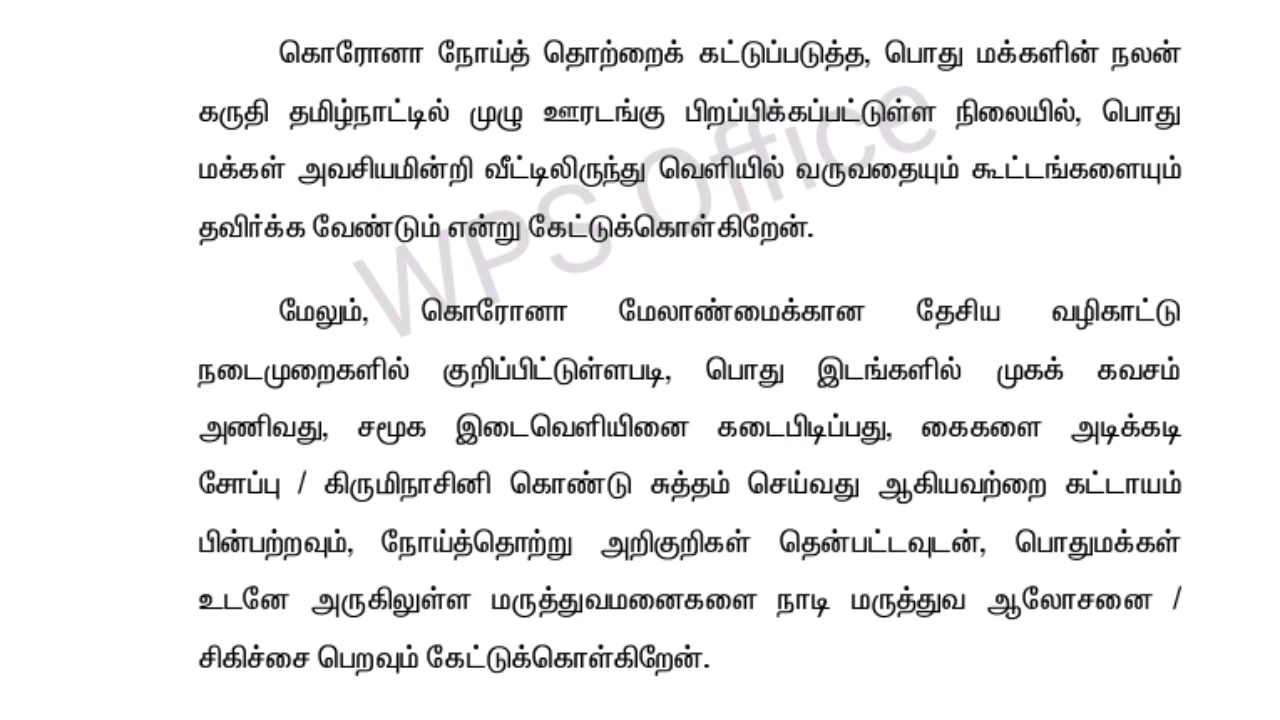 கொரோனா நோய்த் தொற்றைக் கட்டுப்படுத்த, பொது மக்களின் நலன்
கருதி தமிழ்நாட்டில் முழு ஊரடங்கு பிறப்பிக்கப்பட்டுள்ள நிலையில், பொது
மக்கள் அவசியமின்றி வீட்டிலிருந்து வெளியில் வருவதையும் கூட்டங்களையும்
தவிர்க்க வேண்டும் என்று கேட்டுக்கொள்கிறேன்.
மேலும், கொரோனா மேலாண்மைக்கான தேசிய வழிகாட்டு
நடைமுறைகளில் குறிப்பிட்டுள்ளபடி, பொது இடங்களில் முகக் கவசம்
அணிவது, சமூக இடைவெளியினை கடைபிடிப்பது, கைகளை அடிக்கடி
சோப்பு / கிருமிநாசினி கொண்டு சுத்தம் செய்வது ஆகியவற்றை கட்டாயம்
பின்பற்றவும், நோய்த்தொற்று அறிகுறிகள் தென்பட்டவுடன், பொதுமக்கள்
உடனே அருகிலுள்ள மருத்துவமனைகளை நாடி மருத்துவ ஆலோசனை /
சிகிச்சை பெறவும் கேட்டுக்கொள்கிறேன்.
WPS Office